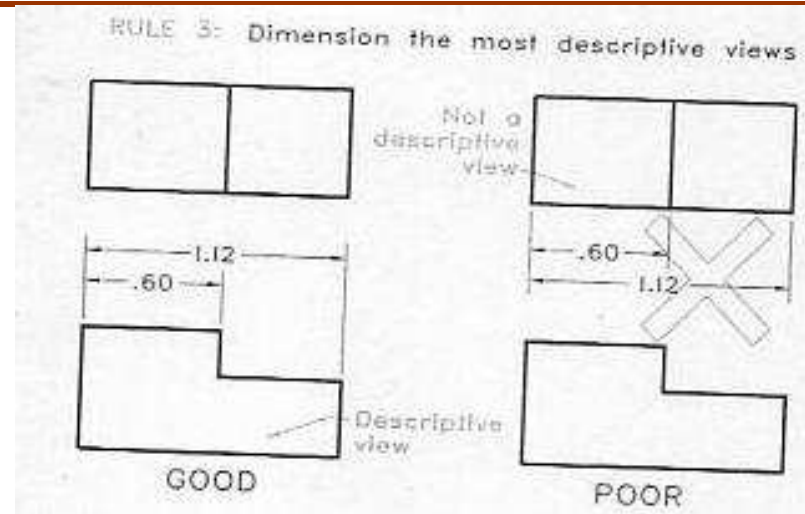 RULE 3: Dimension the most descriptive views
Not a
descriptive
view
1.12
.60
Descriptive
view
GOOD
.60
1.12
POOR